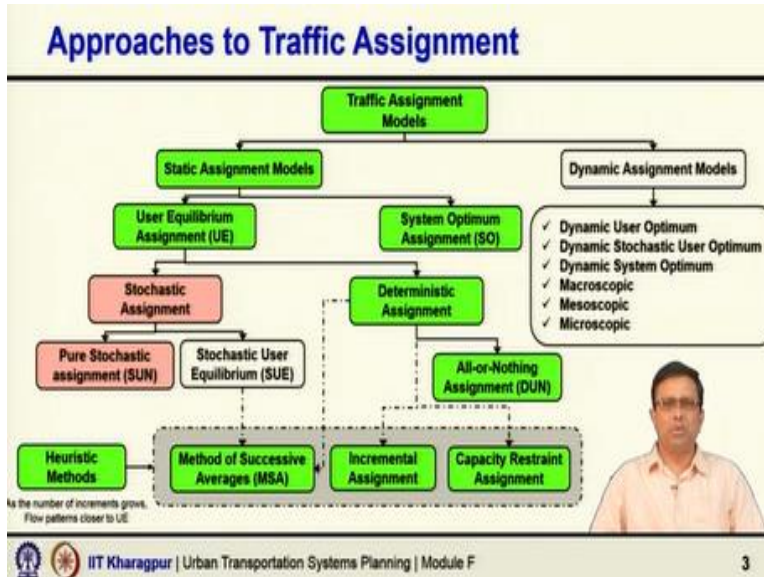 Approaches to Traffic Assignment
Traffic Assignment
Models
Static Assignment Models
Dynamic Assignment Models
User Equilibrium
Assignment (UE)
System Optimum
Assignment (SO)
✓ Dynamic User Optimum
✓ Dynamic Stochastic User Optimum
✓ Dynamic System Optimum
✓ Macroscopic
✓ Mesoscopic
✓ Microscopic
Stochastic
Assignment
Deterministic
Assignment
Pure Stochastic
assignment (SUN)
Stochastic User
Equilibrium (SUE)
All-or-Nothing
Assignment (DUN)
Heuristic
Methods
Method of Successive
Averages (MSA)
Incremental
Assignment
Capacity Restraint
Assignment
As the number of increments grows,
Flow patterns closer to UE
IIT Kharagpur | Urban Transportation Systems Planning | Module F
3